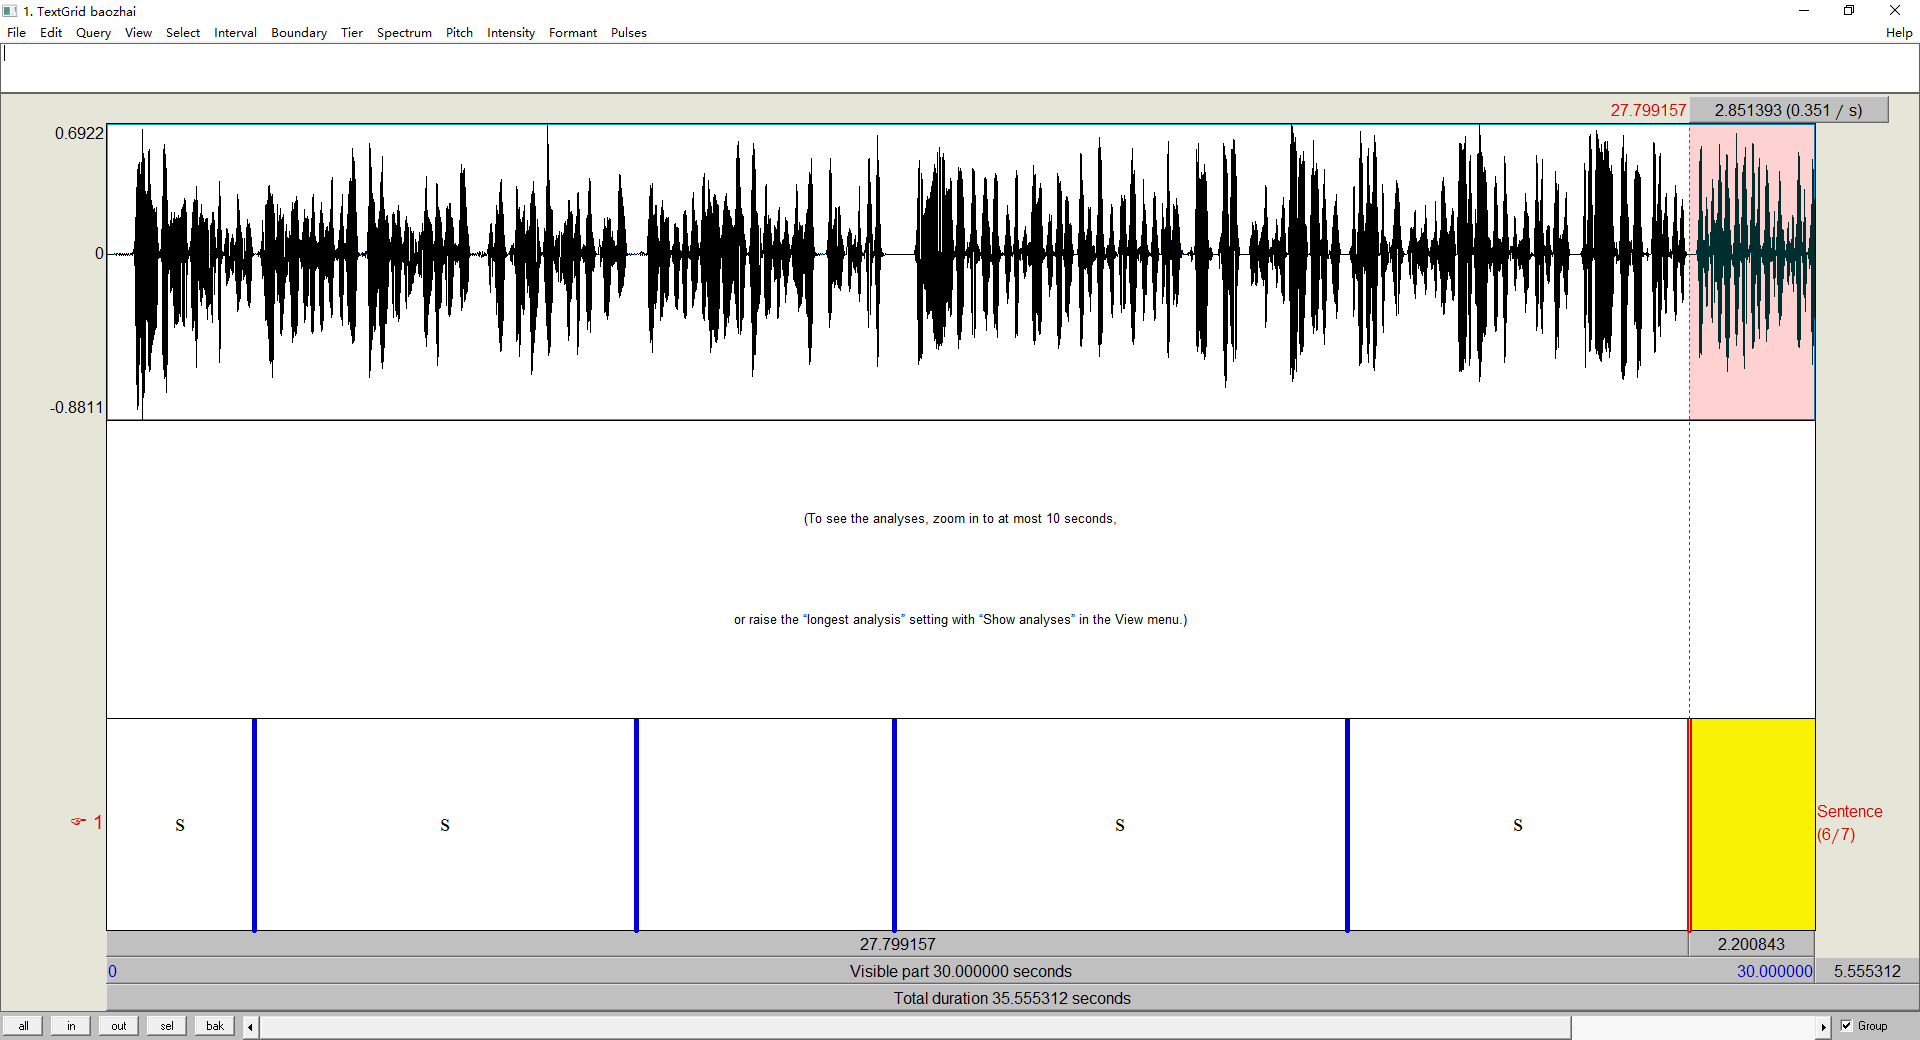 1. TextGrid baozhai
File Edit Query View Select Interval Boundary Tier Spectrum Pitch Intensity Formant Pulses Help
27.799157 2.851393 (0.351 / s)
0.6922
0
-0.8811
(To see the analyses, zoom in to at most 10 seconds,
or raise the “longest analysis” setting with “Show analyses” in the View menu.)
☞ 1 s s s s Sentence
(6/7)
27.799157 2.200843
0 Visible part 30.000000 seconds 30.000000 5.555312
Total duration 35.555312 seconds
all in out sel bak Group